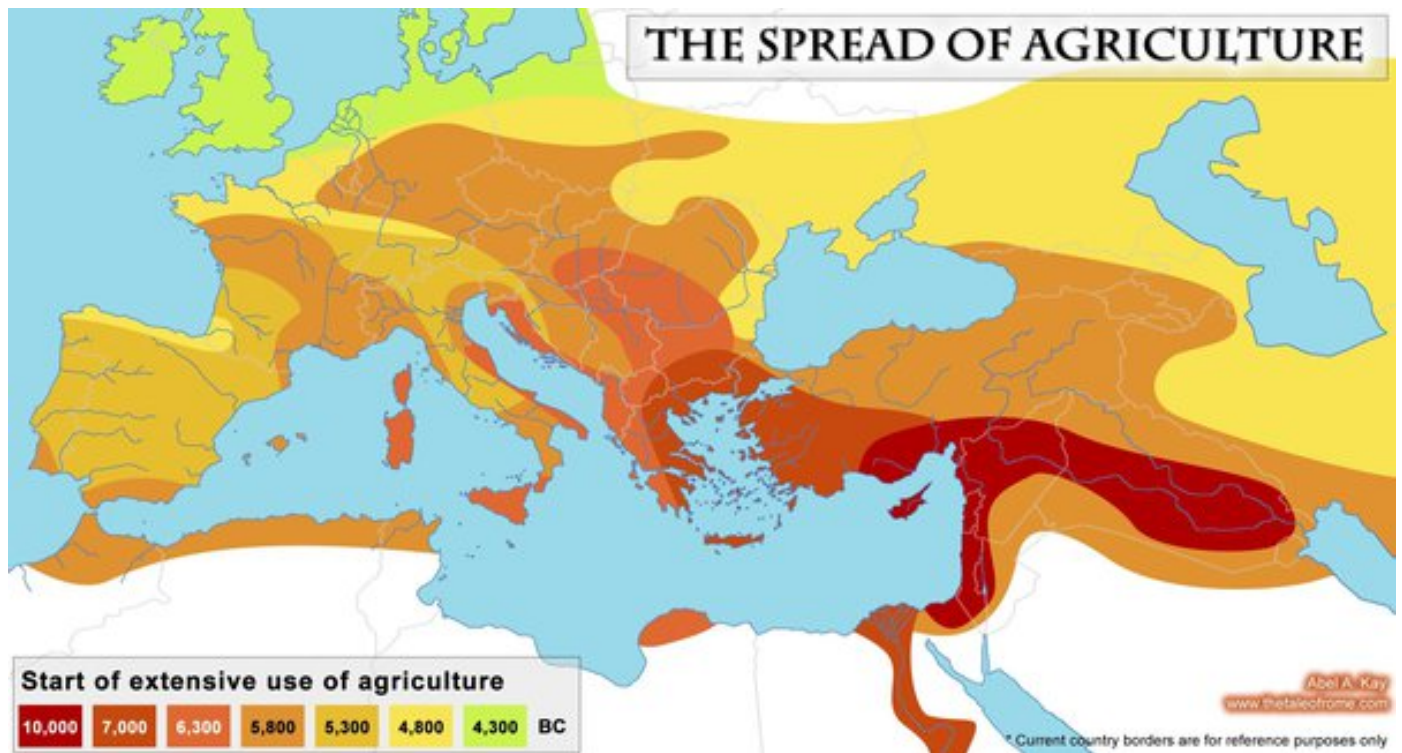 THE SPREAD OF AGRICULTURE
Start of extensive use of agriculture
10,000 7,000 6,300 5,800 5,300 4,800 4,300 BC
Abel A. Kay
www.thetaleofrome.com
* Current country borders are for reference purposes only